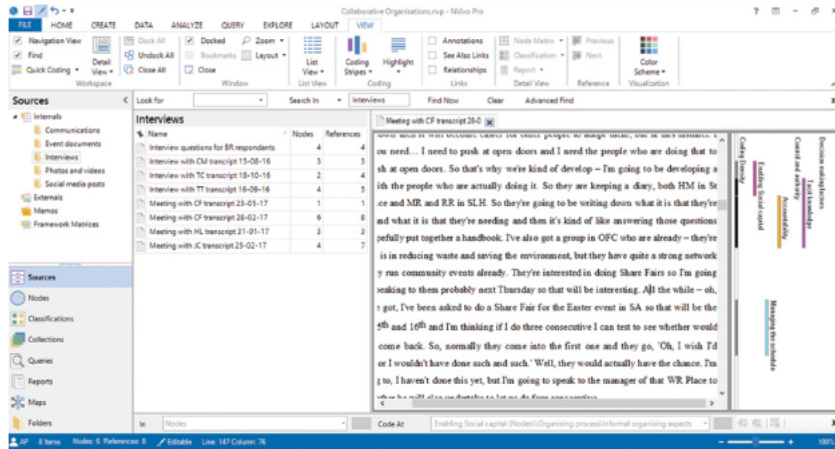 Collaborative Organisations.nvp - NVivo Pro
FILE HOME CREATE DATA ANALYZE QUERY EXPLORE LAYOUT VIEW
Navigation View
Find
Quick Coding
Detail View
Workspace
Dock All
Undock All
Close All
Docked
Bookmarks
Close
Zoom
Layout
Window
List View
List View
Coding Stripes
Highlight
Coding
Annotations
See Also Links
Relationships
Links
Node Matrix
Classification
Report
Detail View
Previous
Next
Reference
Color Scheme
Visualization
Sources
Look for Search In Interviews Find Now Clear Advanced Find
Internals
Communications
Event documents
Interviews
Photos and videos
Social media posts
Externals
Memos
Framework Matrices
Sources
Nodes
Classifications
Collections
Queries
Reports
Maps
Folders
Interviews
Name Nodes References
Interview questions for BR respondents 4 4
Interview with CM transcript 15-08-16 3 3
Interview with TC transcript 18-10-16 2 4
Interview with TT transcript 16-09-16 4 5
Meeting with CF transcript 23-05-17 1 1
Meeting with CF transcript 28-02-17 6 8
Meeting with HL transcript 31-01-17 3 3
Meeting with JC transcript 25-02-17 4 7
Meeting with CF transcript 28-0
ou need… I need to push at open doors and I need the people who are doing that to
sh at open doors. So that's why we're kind of develop – I'm going to be developing a
ith the people who are actually doing it. So they are keeping a diary, both HM in St
ce and MR and RR in SLH. So they're going to be writing down what it is that they're
nd what it is that they're needing and then it's kind of like answering those questions
pefully put together a handbook. I've also got a group in OFC who are already – they're
is in reducing waste and saving the environment, but they have quite a strong network
y run community events already. They're interested in doing Share Fairs so I'm going
eaking to them probably next Thursday so that will be interesting. All the while – oh,
e got, I've been asked to do a Share Fair for the Easter event in SA so that will be the
5th and 16th and I'm thinking if I do three consecutive I can test to see whether would
come back. So, normally they come into the first one and they go, 'Oh, I wish I'd
or I wouldn't have done such and such.' Well, they would actually have the chance. I'm
g to, I haven't done this yet, but I'm going to speak to the manager of that WR Place to
Coding Density
Enabling Social capital
Control and authority
Accountability
Tacit knowledge
Decision making factors
Managing the schedule
In Nodes Code At Enabling Social capital (Nodes\\Organising process\Informal organising aspects
AP 8 Items Nodes: 6 References: 8 Editable Line: 147 Column: 76 100%